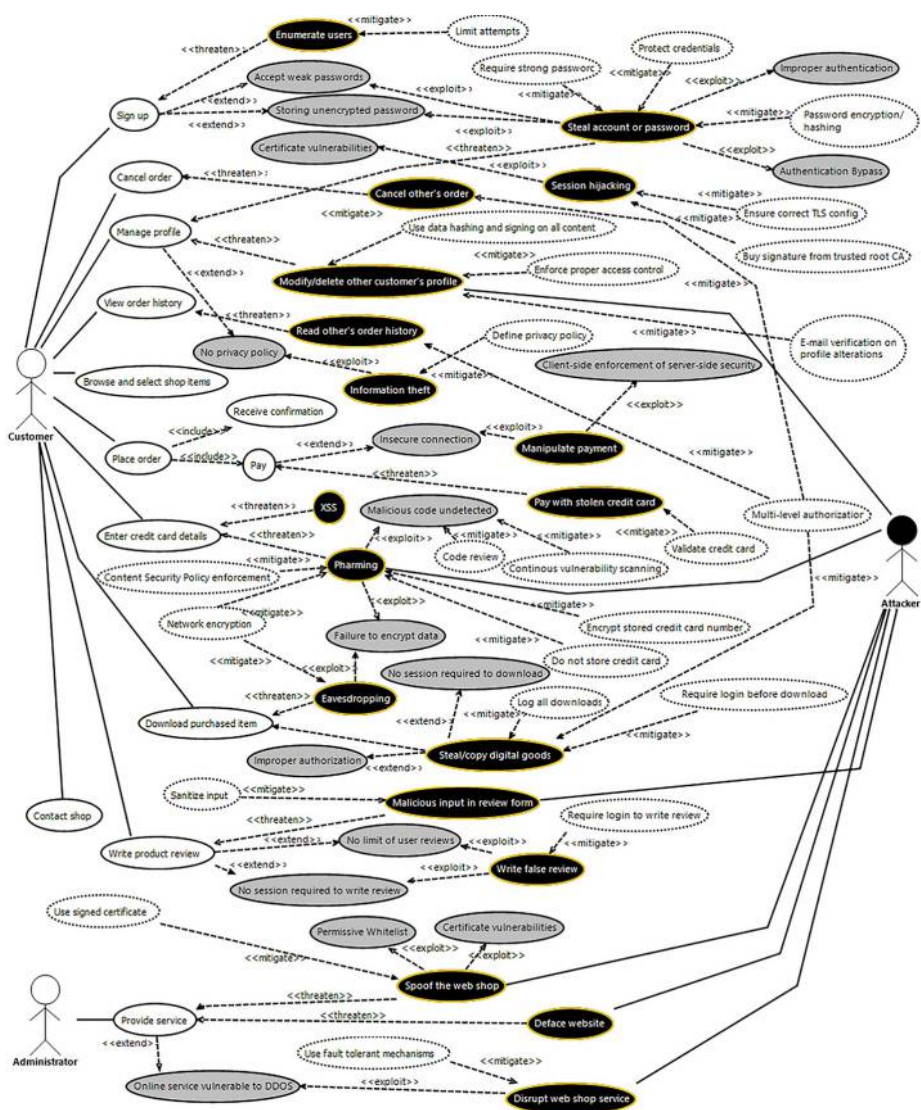 <<mitigate>>
Enumerate users
Limit attempts
<<threaten>>
Protect credentials
Require strong passworc
<<mitigate>>
<<exploit>>
Improper authentication
Accept weak passwords
<<extend>>
<<exploit>>
<<mitigate>>
Sign up
Storing unencrypted password
<<extend>>
Steal account or password
<<mitigate>>
Password encryption/
hashing
<<exploit>>
<<threaten>>
Certificate vulnerabilities
<<exploit>>
<<exploit>>
Authentication Bypass
Cancel order
<<threaten>>
Cancel other's order
Session hijacking
<<mitigate>>
Ensure correct TLS config
<<mitigate>>
<<mitigate>>
Manage profile
Use data hashing and signing on all content
<<threaten>>
<<mitigate>>
Buy signature from trusted root CA
<<extend>>
Modify/delete other customer's profile
Enforce proper access control
<<mitigate>>
View order history
<<threaten>>
Read other's order history
Define privacy policy
<<mitigate>>
E-mail verification on
profile alterations
No privacy policy
<<exploit>>
Client-side enforcement of server-side security
Browse and select shop items
Information theft
<<mitigate>>
<<exploit>>
Customer
Receive confirmation
<<include>>
<<extend>>
Insecure connection
<<exploit>>
Manipulate payment
<<mitigate>>
Place order
<<include>>
Pay
<<threaten>>
<<threaten>>
XSS
Malicious code undetected
Pay with stolen credit card
Multi-level authorization
Enter credit card details
<<threaten>>
<<exploit>>
<<mitigate>>
<<mitigate>>
Code review
Validate credit card
<<mitigate>>
Pharming
Continous vulnerability scanning
Content Security Policy enforcement
<<mitigate>>
Attacker
<<mitigate>>
<<exploit>>
<<mitigate>>
Network encryption
Failure to encrypt data
Encrypt stored credit card number
<<mitigate>>
<<exploit>>
No session required to download
Do not store credit card
<<threaten>>
Eavesdropping
Log all downloads
Require login before download
Download purchased item
<<extend>>
<<mitigate>>
<<mitigate>>
Improper authorization
<<extend>>
Steal/copy digital goods
Sanitize input
<<mitigate>>
Malicious input in review form
Contact shop
<<threaten>>
Require login to write review
Write product review
<<extend>>
No limit of user reviews
<<exploit>>
<<mitigate>>
<<extend>>
Write false review
<<exploit>>
No session required to write review
Use signed certificate
Permissive Whitelist
Certificate vulnerabilities
<<mitigate>>
<<exploit>>
<<exploit>>
Spoof the web shop
<<threaten>>
Provide service
<<threaten>>
Deface website
Administrator
<<extend>>
Use fault tolerant mechanisms
<<mitigate>>
Online service vulnerable to DDOS
<<exploit>>
Disrupt web shop service